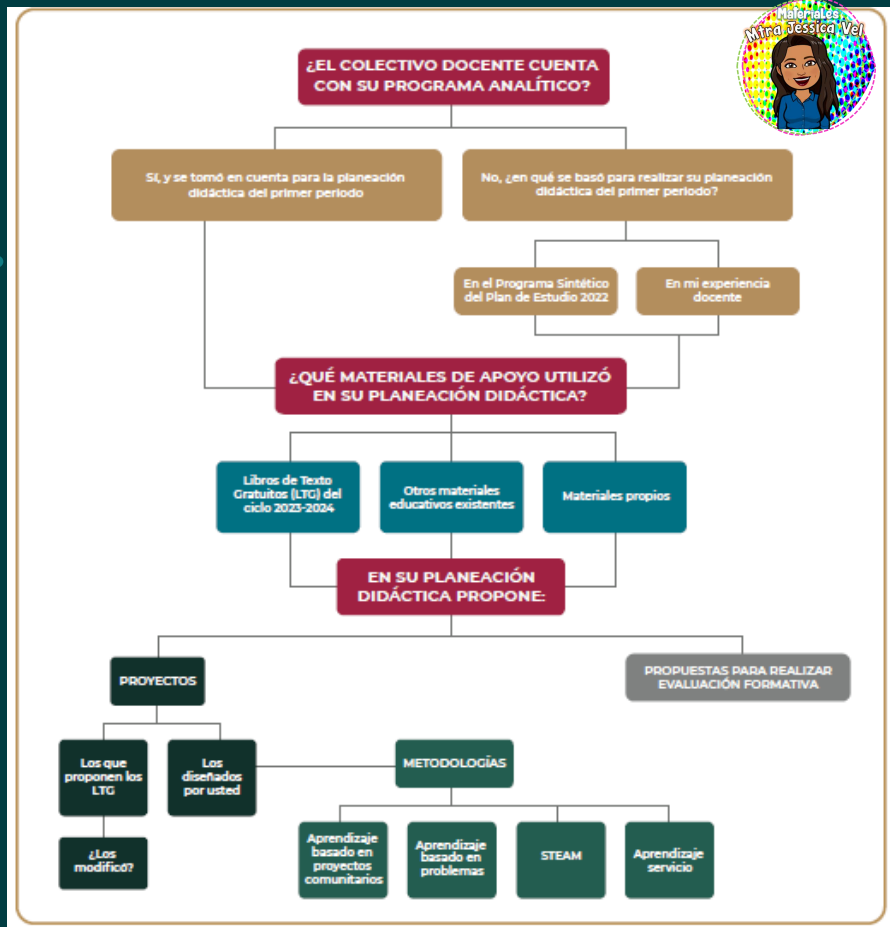 Materiales
Mtra Jessica Vel
¿EL COLECTIVO DOCENTE CUENTA
CON SU PROGRAMA ANALÍTICO?
Sí, y se tomó en cuenta para la planeación
didáctica del primer periodo
No, ¿en qué se basó para realizar su planeación
didáctica del primer periodo?
En el Programa Sintético
del Plan de Estudio 2022
En mi experiencia
docente
¿QUÉ MATERIALES DE APOYO UTILIZÓ
EN SU PLANEACIÓN DIDÁCTICA?
Libros de Texto
Gratuitos (LTG) del
ciclo 2023-2024
Otros materiales
educativos existentes
Materiales propios
EN SU PLANEACIÓN
DIDÁCTICA PROPONE:
PROYECTOS
PROPUESTAS PARA REALIZAR
EVALUACIÓN FORMATIVA
Los que
proponen los
LTG
Los
diseñados
por usted
METODOLOGÍAS
¿Los
modificó?
Aprendizaje
basado en
proyectos
comunitarios
Aprendizaje
basado en
problemas
STEAM
Aprendizaje
servicio